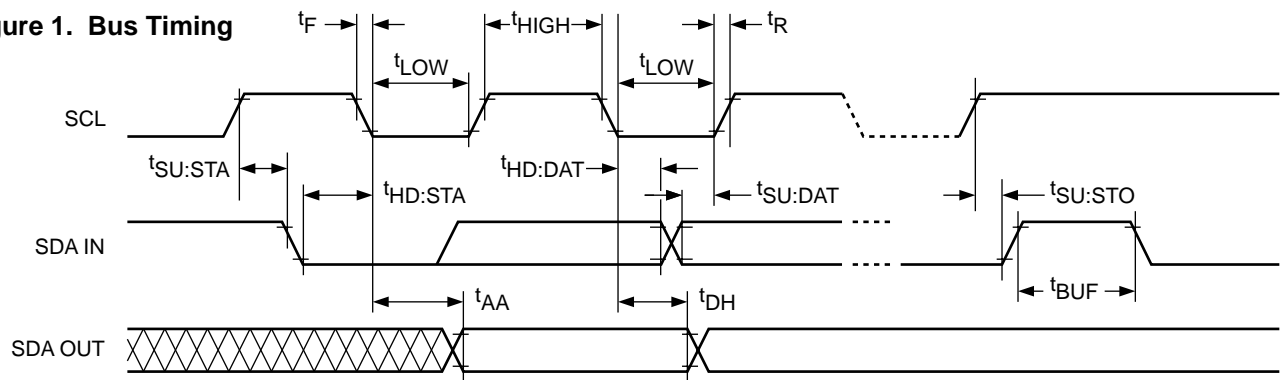 gure 1. Bus Timing
tF
tHIGH
tR
tLOW
tLOW
SCL
tSU:STA
tHD:STA
tHD:DAT
tSU:DAT
tSU:STO
SDA IN
tBUF
tAA
tDH
SDA OUT